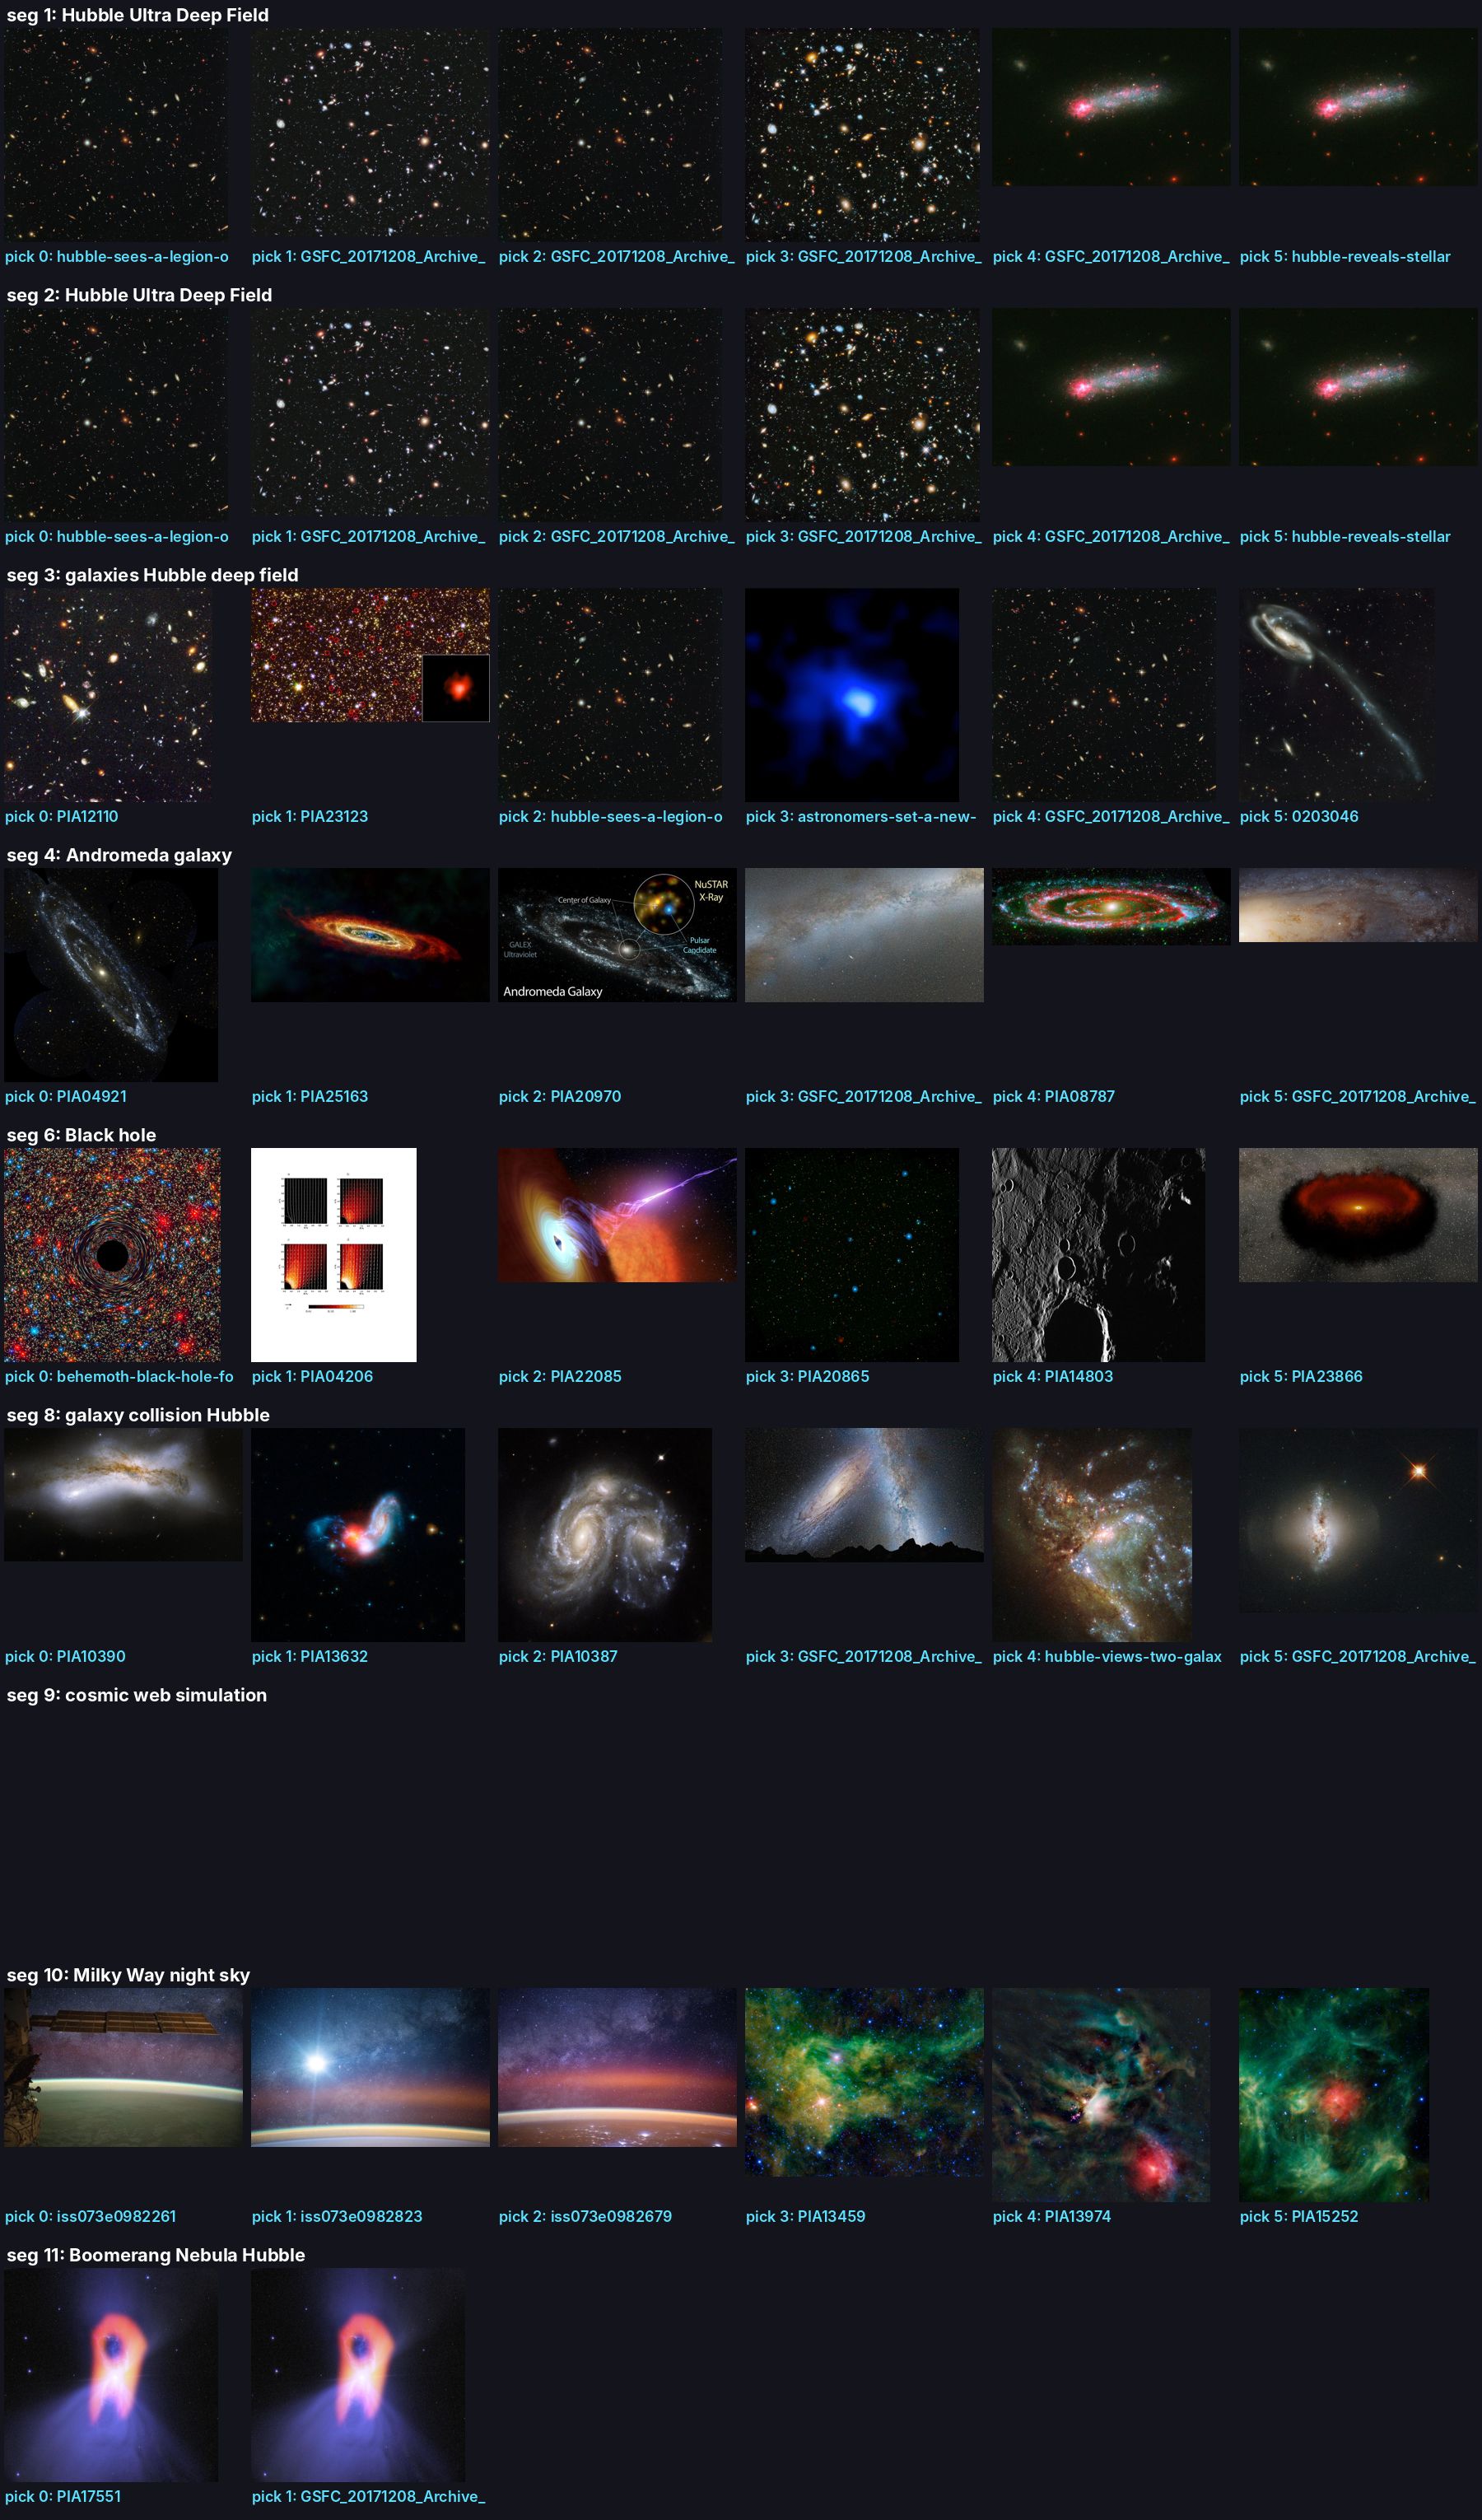 seg 1: Hubble Ultra Deep Field
pick 0: hubble-sees-a-legion-o
pick 1: GSFC_20171208_Archive_
pick 2: GSFC_20171208_Archive_
pick 3: GSFC_20171208_Archive_
pick 4: GSFC_20171208_Archive_
pick 5: hubble-reveals-stellar
seg 2: Hubble Ultra Deep Field
pick 0: hubble-sees-a-legion-o
pick 1: GSFC_20171208_Archive_
pick 2: GSFC_20171208_Archive_
pick 3: GSFC_20171208_Archive_
pick 4: GSFC_20171208_Archive_
pick 5: hubble-reveals-stellar
seg 3: galaxies Hubble deep field
pick 0: PIA12110
pick 1: PIA23123
pick 2: hubble-sees-a-legion-o
pick 3: astronomers-set-a-new-
pick 4: GSFC_20171208_Archive_
pick 5: 0203046
seg 4: Andromeda galaxy
Center of Galaxy
NuSTAR
X-Ray
GALEX
Ultraviolet
Pulsar
Candidate
Andromeda Galaxy
pick 0: PIA04921
pick 1: PIA25163
pick 2: PIA20970
pick 3: GSFC_20171208_Archive_
pick 4: PIA08787
pick 5: GSFC_20171208_Archive_
seg 6: Black hole
pick 0: behemoth-black-hole-fo
pick 1: PIA04206
pick 2: PIA22085
pick 3: PIA20865
pick 4: PIA14803
pick 5: PIA23866
seg 8: galaxy collision Hubble
pick 0: PIA10390
pick 1: PIA13632
pick 2: PIA10387
pick 3: GSFC_20171208_Archive_
pick 4: hubble-views-two-galax
pick 5: GSFC_20171208_Archive_
seg 9: cosmic web simulation
seg 10: Milky Way night sky
pick 0: iss073e0982261
pick 1: iss073e0982823
pick 2: iss073e0982679
pick 3: PIA13459
pick 4: PIA13974
pick 5: PIA15252
seg 11: Boomerang Nebula Hubble
pick 0: PIA17551
pick 1: GSFC_20171208_Archive_